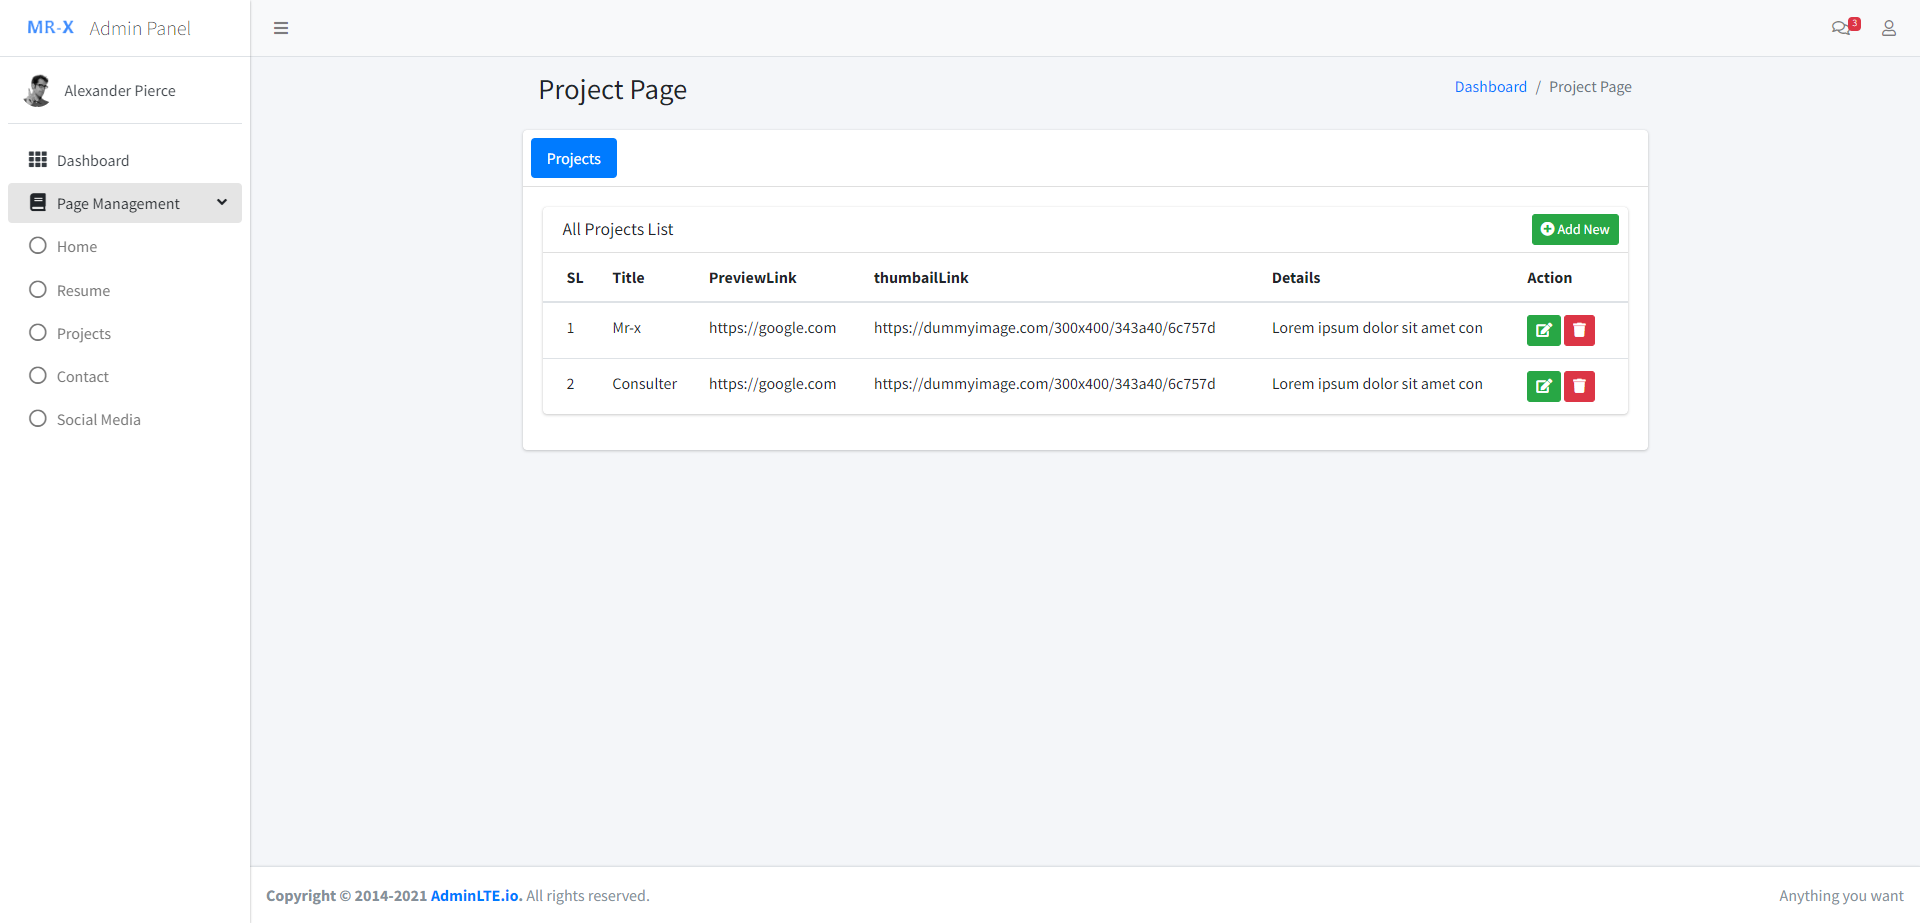 MR-X Admin Panel
3
Alexander Pierce
Dashboard
Page Management
Home
Resume
Projects
Contact
Social Media
Project Page
Dashboard / Project Page
Projects
All Projects List
Add New
SL Title PreviewLink thumbailLink Details Action
1 Mr-x https://google.com https://dummyimage.com/300x400/343a40/6c757d Lorem ipsum dolor sit amet con
2 Consulter https://google.com https://dummyimage.com/300x400/343a40/6c757d Lorem ipsum dolor sit amet con
Copyright © 2014-2021 AdminLTE.io. All rights reserved.
Anything you want